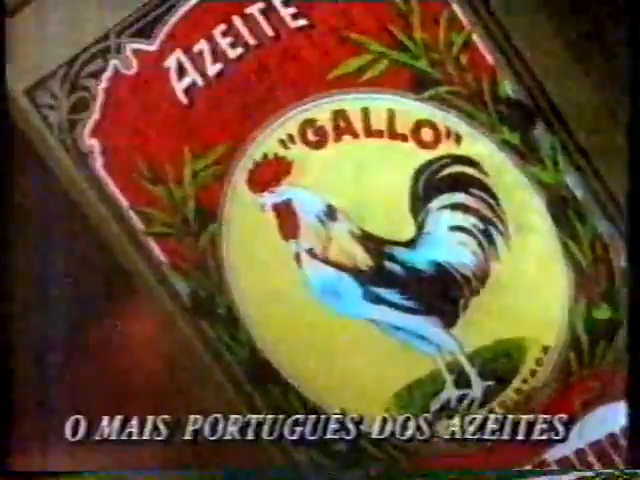 AZEITE
"GALLO"
O MAIS PORTUGUÊS DOS AZEITES